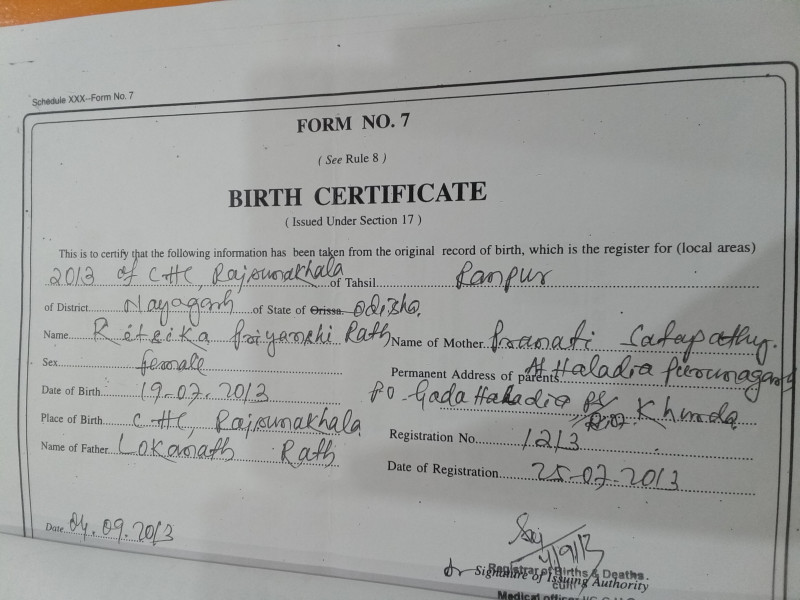 Schedule XXX–Form No. 7
FORM NO. 7
( See Rule 8 )
BIRTH CERTIFICATE
( Issued Under Section 17 )
This is to certify that the following information has been taken from the original record of birth, which is the register for (local areas)
2013 of CHC, Rajsunakhala of Tahsil Ranpur
of District Nayagarh of State of Orissa. Odisha.
Name Priyanshi Rath
Name of Mother Pranati Satapathy.
Sex female
Permanent Address of parents At Haladia
Date of Birth 19-07-2013
PO-Gada Haladia PS Khurda
Place of Birth CHC, Rajsunakhala
Registration No. 1213
Name of Father Lokanath Rath
Date of Registration 25-07-2013
Date 04.09.2013
4/9/13
Registrar of Births & Deaths.
Signature of Issuing Authority
Medical officer